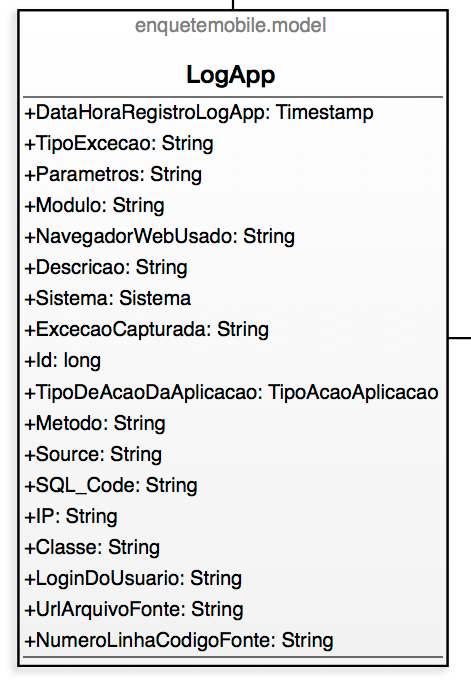 enquetemobile.model
LogApp
+DataHoraRegistroLogApp: Timestamp
+TipoExcecao: String
+Parametros: String
+Modulo: String
+NavegadorWebUsado: String
+Descricao: String
+Sistema: Sistema
+ExcecaoCapturada: String
+Id: long
+TipoDeAcaoDaAplicacao: TipoAcaoAplicacao
+Metodo: String
+Source: String
+SQL_Code: String
+IP: String
+Classe: String
+LoginDoUsuario: String
+UrlArquivoFonte: String
+NumeroLinhaCodigoFonte: String